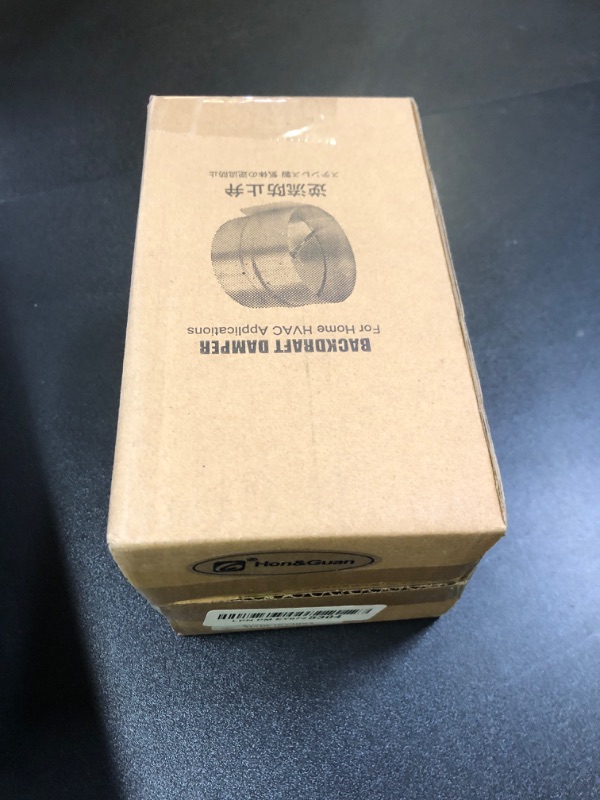 BACKDRAFT DAMPER
For Home HVAC Applications
逆流防止弁
ステンレス製 気体の逆流防止
Hon&Guan